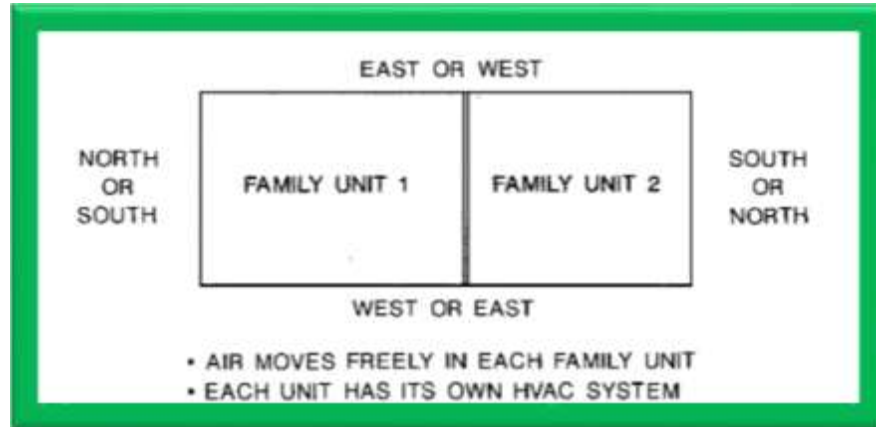 EAST OR WEST
NORTH
OR
SOUTH
FAMILY UNIT 1
FAMILY UNIT 2
SOUTH
OR
NORTH
WEST OR EAST
• AIR MOVES FREELY IN EACH FAMILY UNIT
• EACH UNIT HAS ITS OWN HVAC SYSTEM